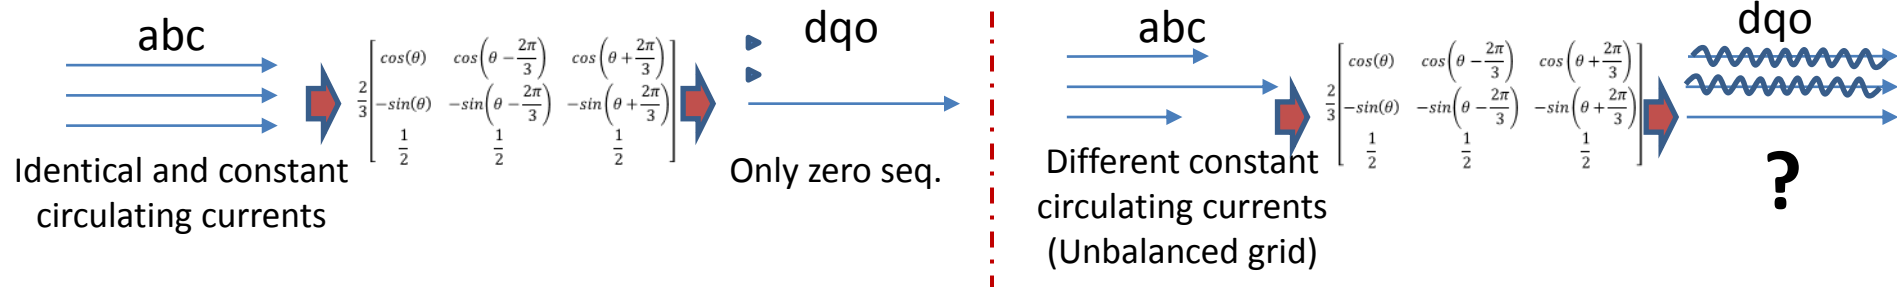 abc
dqo
2/3 [cos(θ) cos(θ − 2π/3) cos(θ + 2π/3)
−sin(θ) −sin(θ − 2π/3) −sin(θ + 2π/3)
1/2 1/2 1/2]
Identical and constant
circulating currents
Only zero seq.
abc
dqo
2/3 [cos(θ) cos(θ − 2π/3) cos(θ + 2π/3)
−sin(θ) −sin(θ − 2π/3) −sin(θ + 2π/3)
1/2 1/2 1/2]
Different constant
circulating currents
(Unbalanced grid)
?